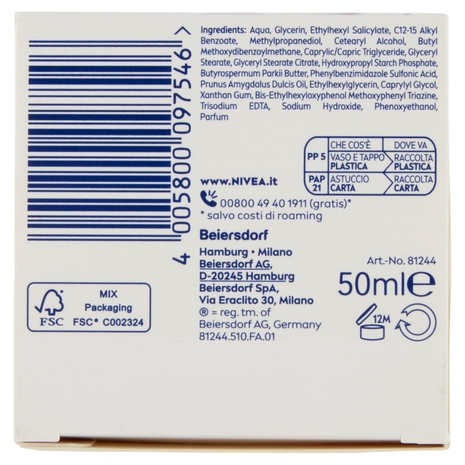 Ingredients: Aqua, Glycerin, Ethylhexyl Salicylate, C12-15 Alkyl
Benzoate, Methylpropanediol, Cetearyl Alcohol, Butyl
Methoxydibenzoylmethane, Caprylic/Capric Triglyceride, Glyceryl
Stearate, Glyceryl Stearate Citrate, Hydroxypropyl Starch Phosphate,
Butyrospermum Parkii Butter, Phenylbenzimidazole Sulfonic Acid,
Prunus Amygdalus Dulcis Oil, Ethylhexylglycerin, Caprylyl Glycol,
Xanthan Gum, Bis-Ethylhexyloxyphenol Methoxyphenyl Triazine,
Trisodium EDTA, Sodium Hydroxide, Phenoxyethanol,
Parfum
4 005800 097546 >
CHE COS'È DOVE VA
PP 5 VASO E TAPPO PLASTICA RACCOLTA PLASTICA
PAP 21 ASTUCCIO CARTA RACCOLTA CARTA
www.NIVEA.it
00800 49 40 1911 (gratis)*
* salvo costi di roaming
Beiersdorf
Hamburg • Milano
Beiersdorf AG,
D-20245 Hamburg
Beiersdorf SpA,
Via Eraclito 30, Milano
® = reg. tm. of
Beiersdorf AG, Germany
81244.510.FA.01
Art.-No. 81244
50ml e
12M
FSC
MIX
Packaging
FSC® C002324